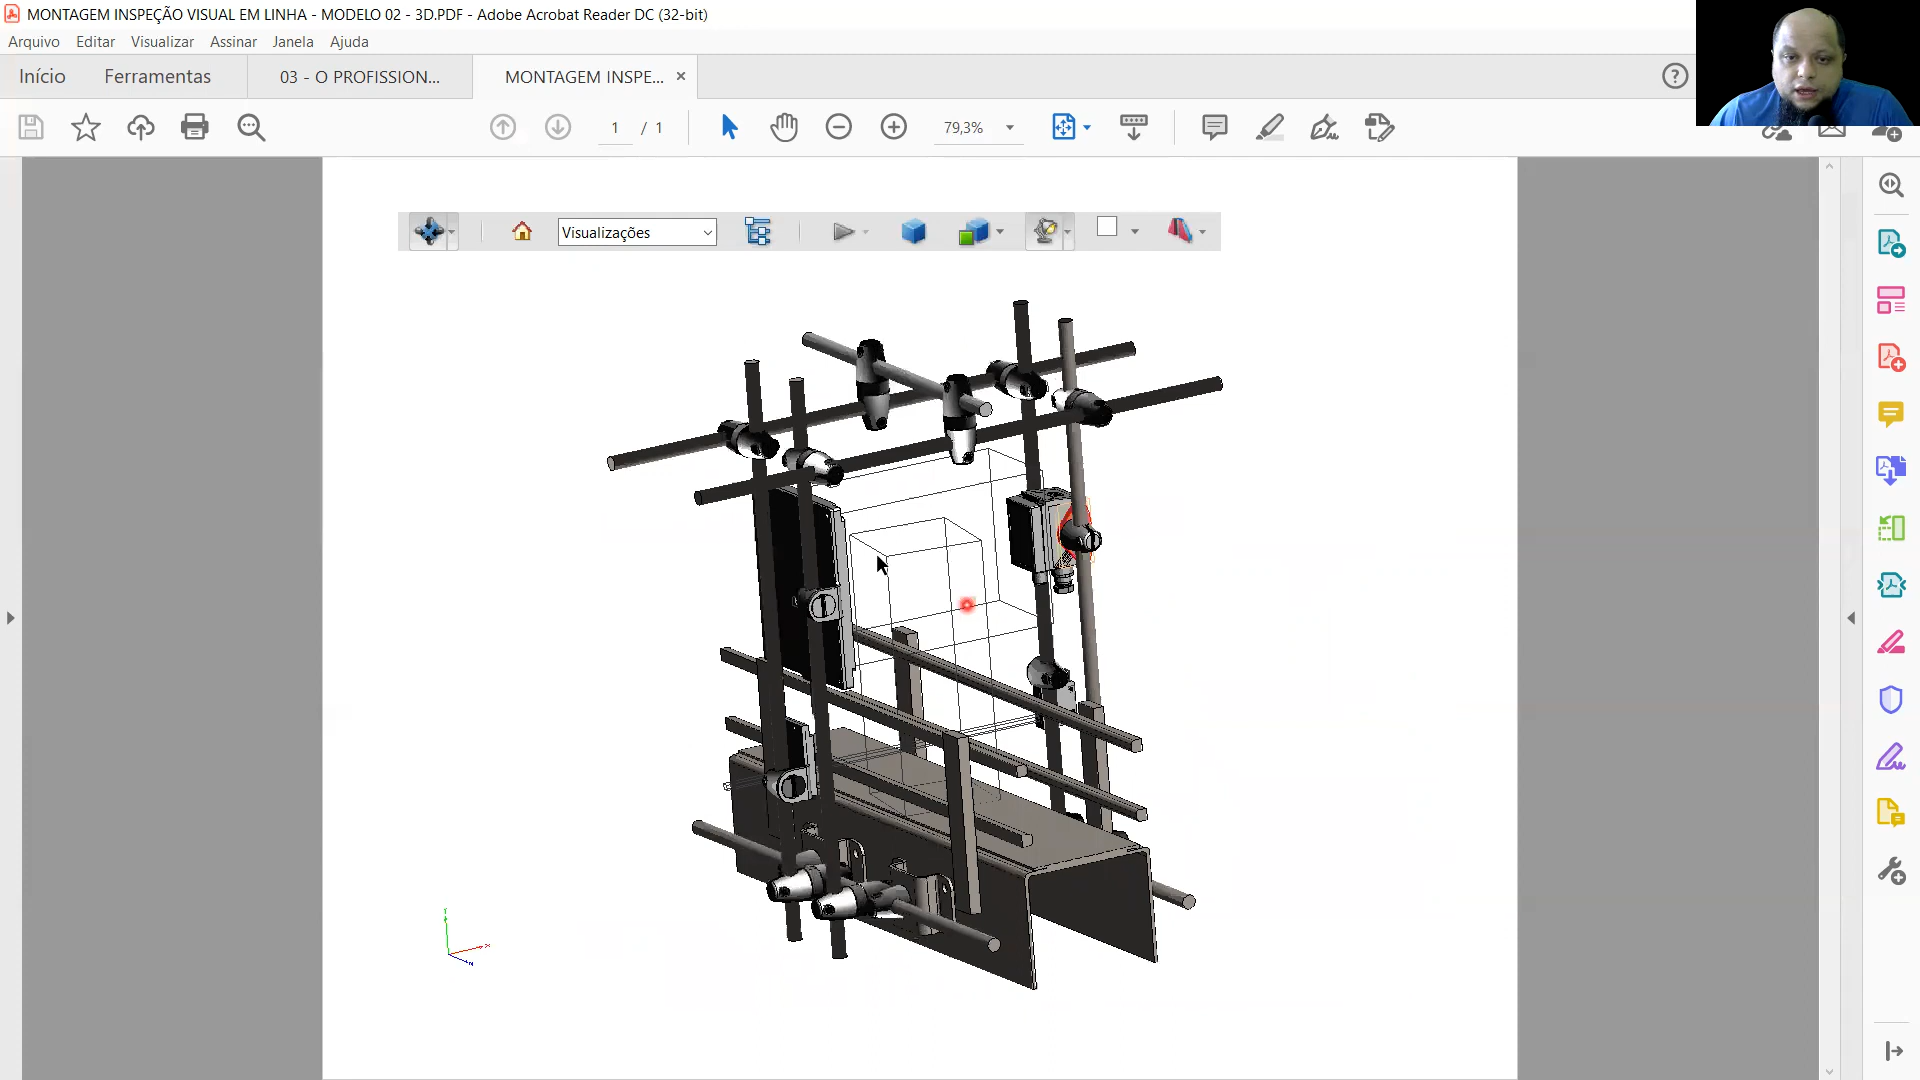 MONTAGEM INSPEÇÃO VISUAL EM LINHA - MODELO 02 - 3D.PDF - Adobe Acrobat Reader DC (32-bit)
Arquivo Editar Visualizar Assinar Janela Ajuda
Início Ferramentas 03 - O PROFISSION... MONTAGEM INSPE... ×
1 / 1 79,3%
Visualizações